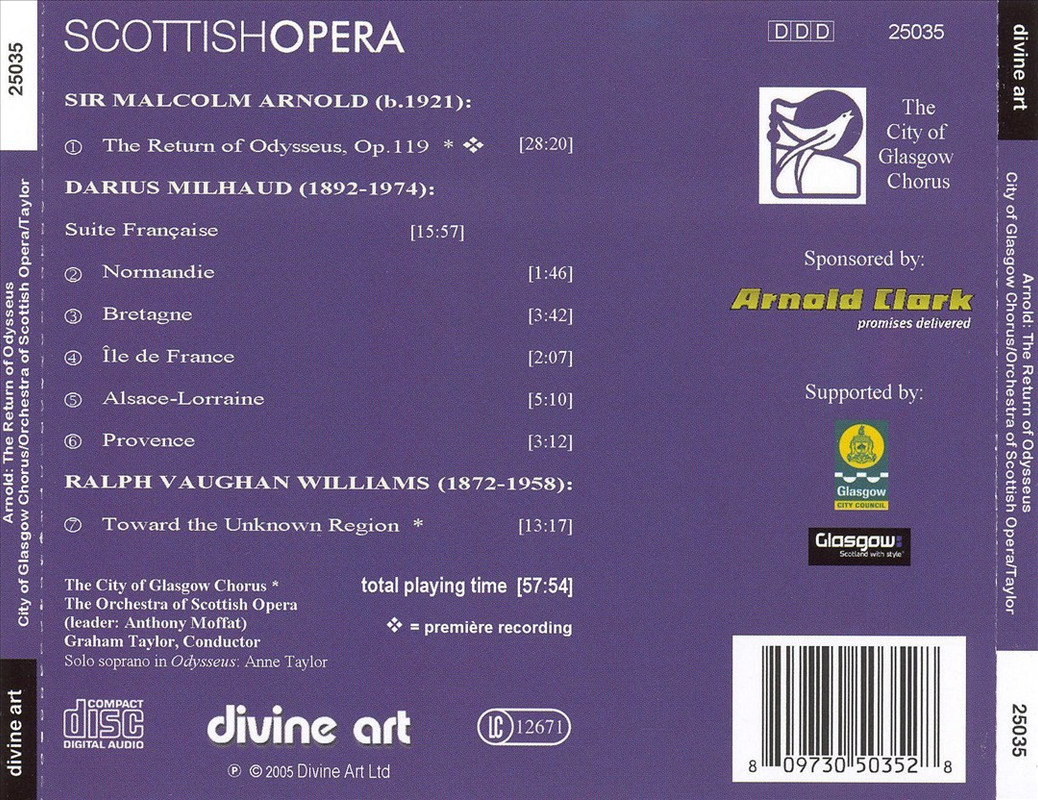 SCOTTISHOPERA
DDD
25035
SIR MALCOLM ARNOLD (b.1921):
① The Return of Odysseus, Op.119 * ❖ [28:20]
DARIUS MILHAUD (1892-1974):
Suite Française [15:57]
② Normandie [1:46]
③ Bretagne [3:42]
④ Île de France [2:07]
⑤ Alsace-Lorraine [5:10]
⑥ Provence [3:12]
RALPH VAUGHAN WILLIAMS (1872-1958):
⑦ Toward the Unknown Region * [13:17]
The City of Glasgow Chorus *
The Orchestra of Scottish Opera
(leader: Anthony Moffat)
Graham Taylor, Conductor
Solo soprano in Odysseus: Anne Taylor
total playing time [57:54]
❖ = première recording
COMPACT
disc
DIGITAL AUDIO
divine art
LC 12671
℗ © 2005 Divine Art Ltd
The
City of
Glasgow
Chorus
Sponsored by:
Arnold Clark
promises delivered
Supported by:
Glasgow
CITY COUNCIL
Glasgow:
Scotland with style
8 09730 50352 8
25035
Arnold: The Return of Odysseus
City of Glasgow Chorus/Orchestra of Scottish Opera/Taylor
divine art
divine art
Arnold: The Return of Odysseus
City of Glasgow Chorus/Orchestra of Scottish Opera/Taylor
25035